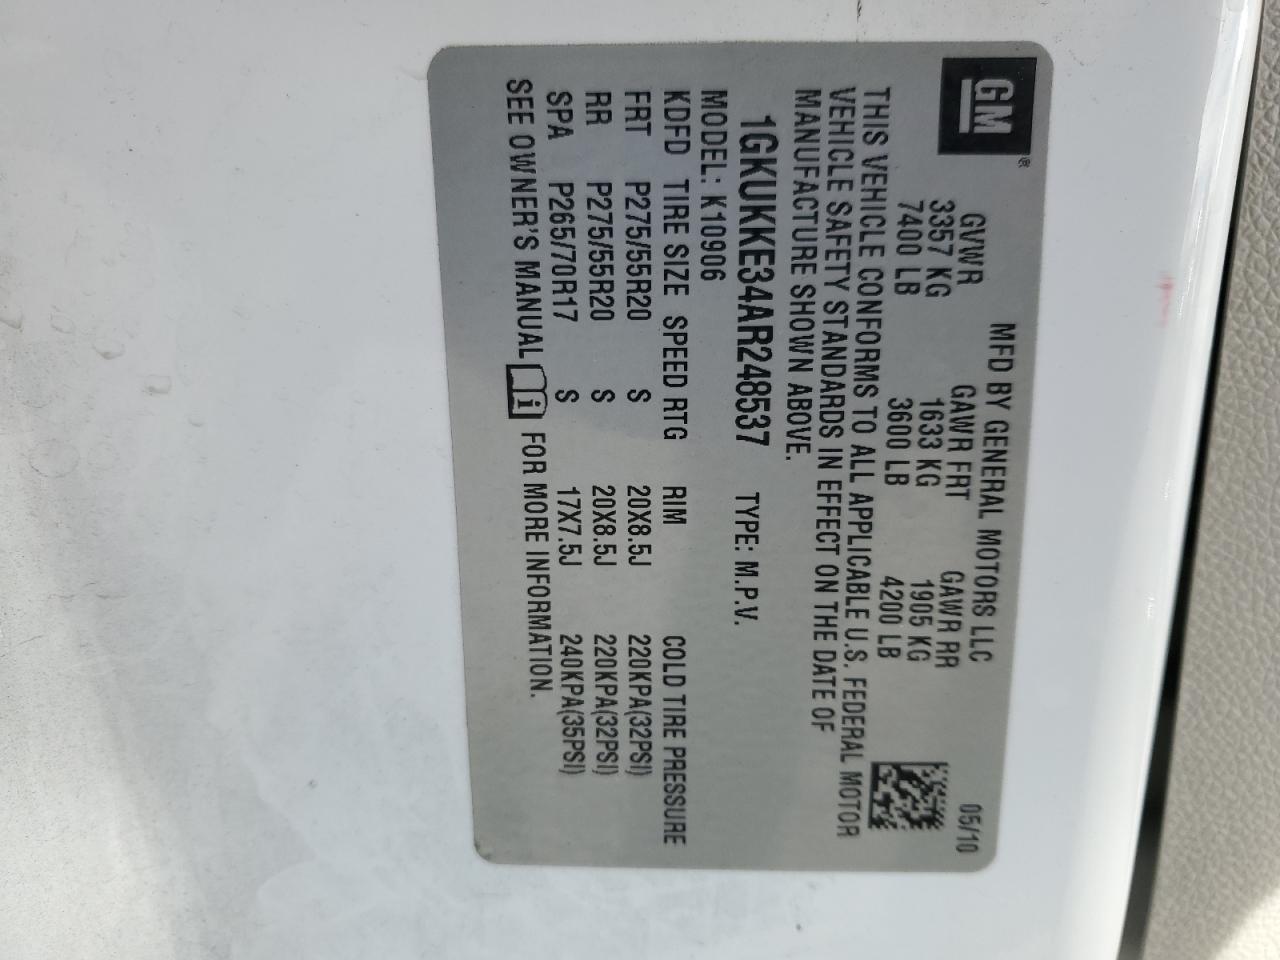 GM®
MFD BY GENERAL MOTORS LLC 05/10
GVWR GAWR FRT GAWR RR
3357 KG 1633 KG 1905 KG
7400 LB 3600 LB 4200 LB
THIS VEHICLE CONFORMS TO ALL APPLICABLE U.S. FEDERAL MOTOR
VEHICLE SAFETY STANDARDS IN EFFECT ON THE DATE OF
MANUFACTURE SHOWN ABOVE.
1GKUKKE34AR248537 TYPE: M.P.V.
MODEL: K10906
KDFD TIRE SIZE SPEED RTG RIM COLD TIRE PRESSURE
FRT P275/55R20 S 20X8.5J 220KPA(32PSI)
RR P275/55R20 S 20X8.5J 220KPA(32PSI)
SPA P265/70R17 S 17X7.5J 240KPA(35PSI)
SEE OWNER'S MANUAL i FOR MORE INFORMATION.